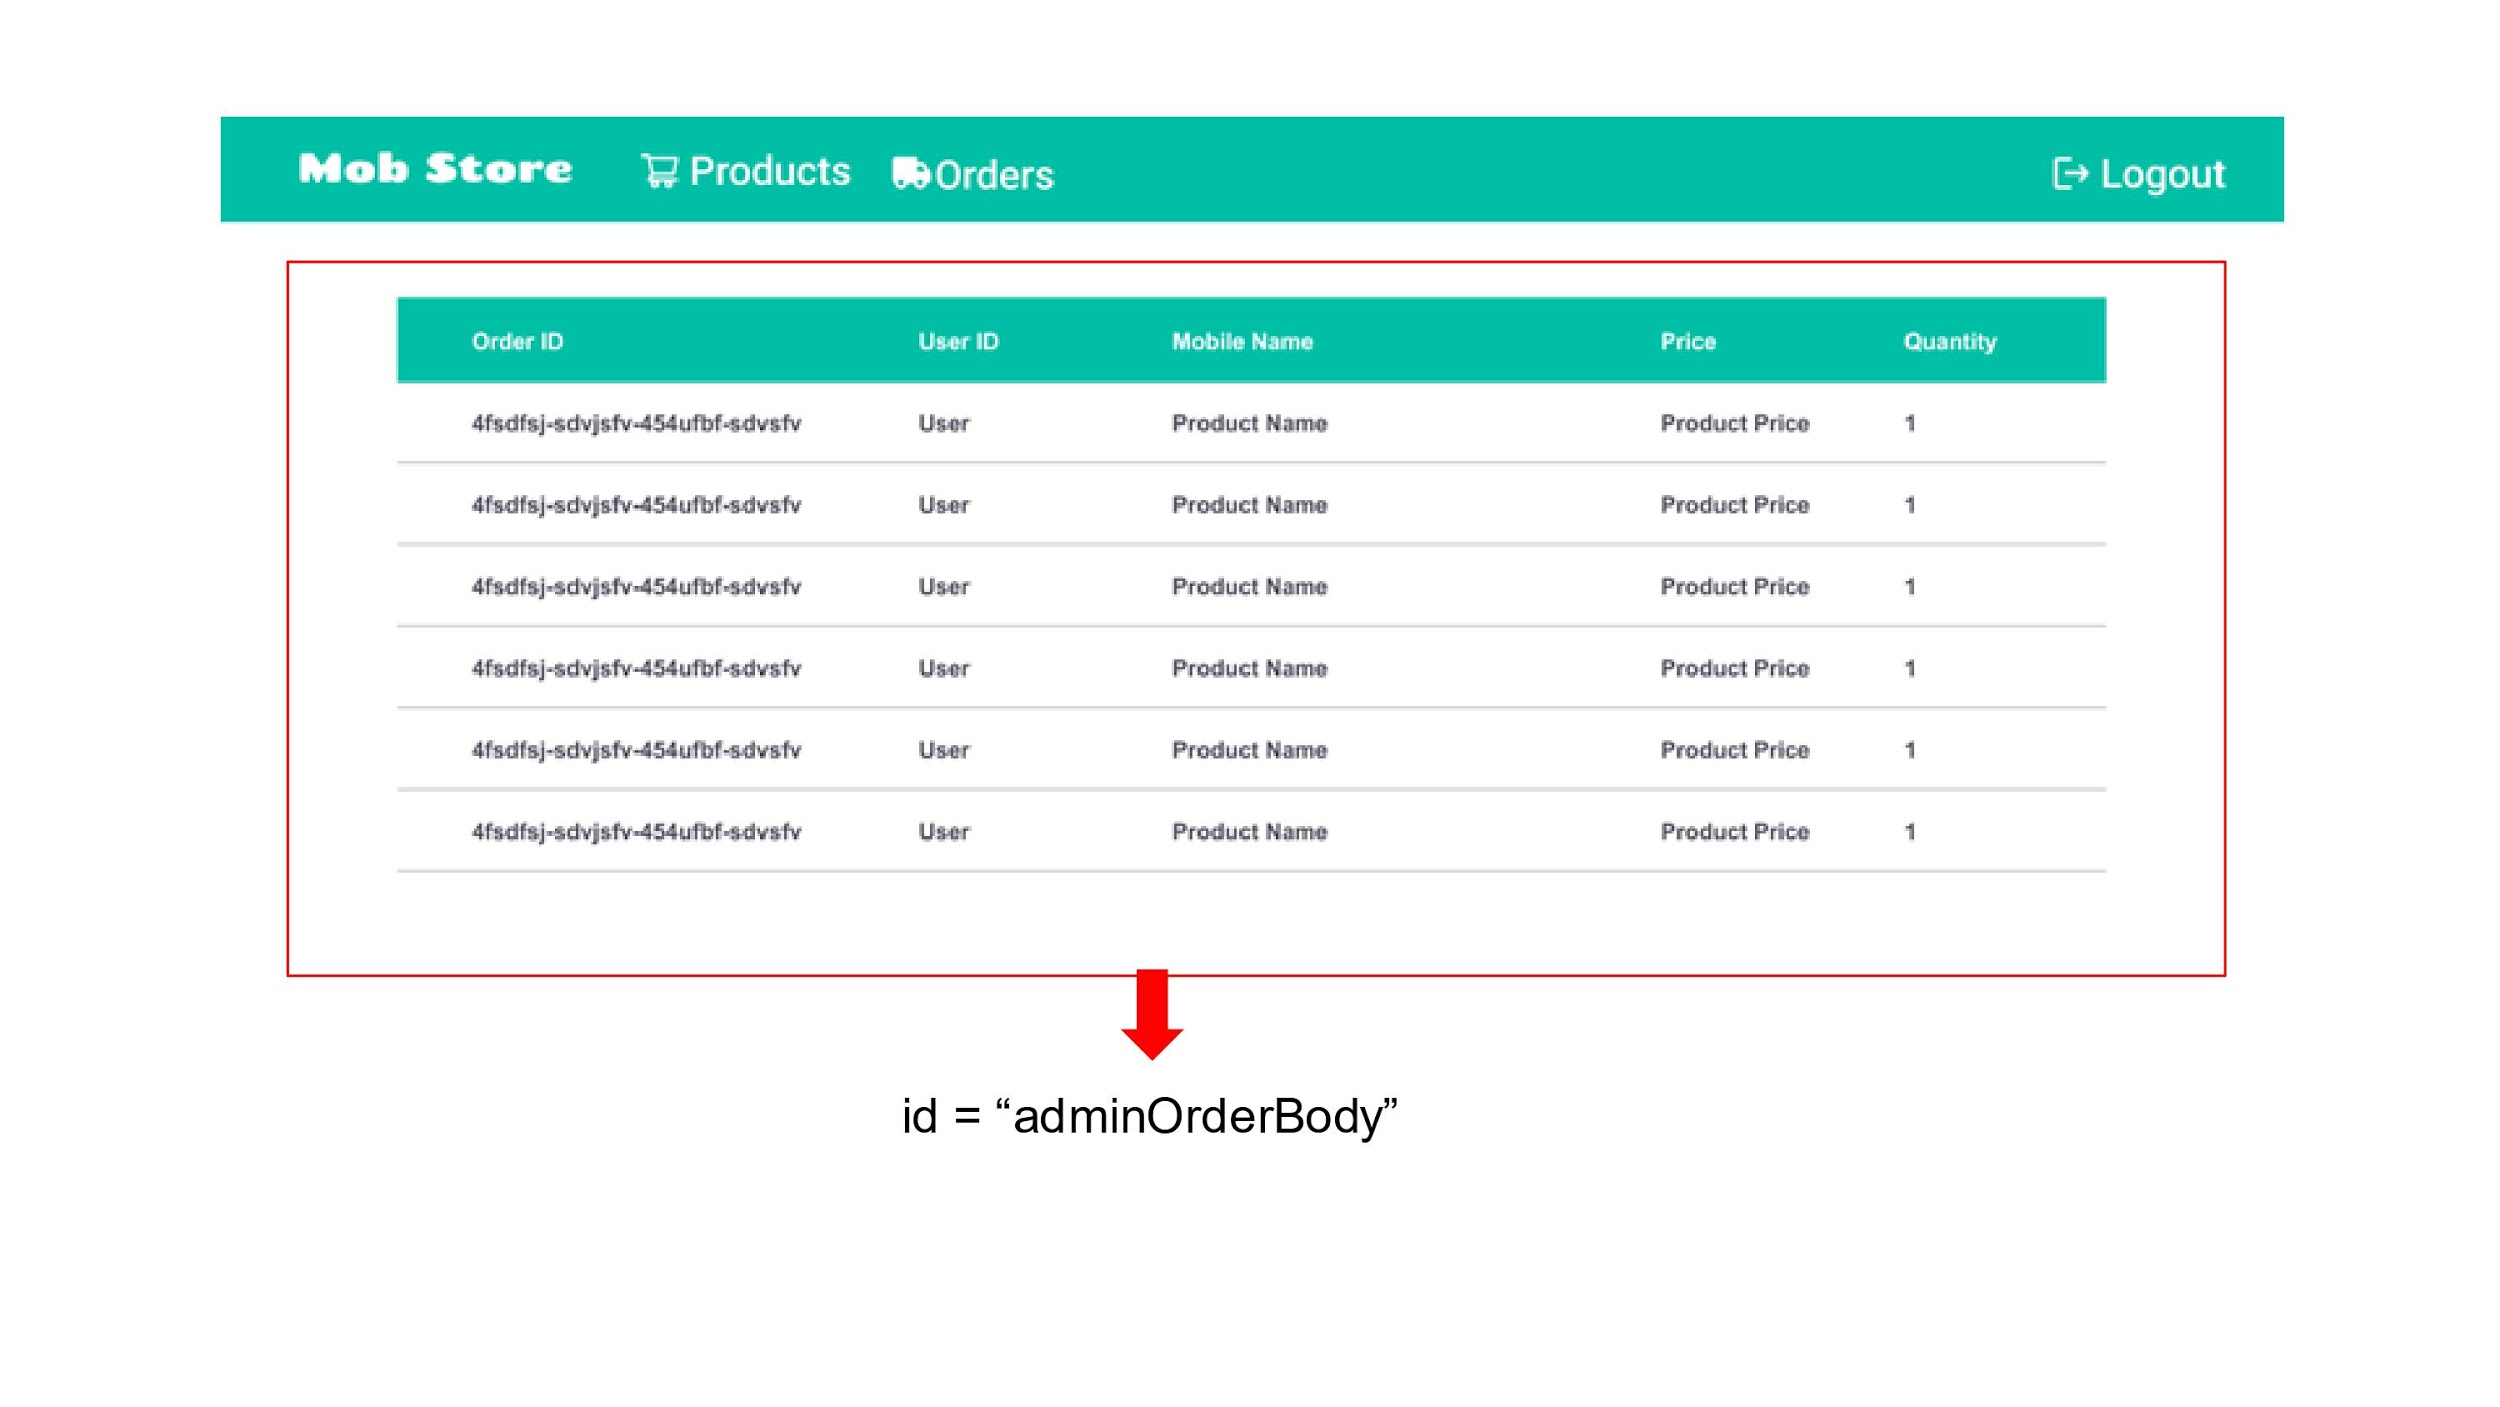 Mob Store Products Orders Logout
Order ID User ID Mobile Name Price Quantity
4fsdfsj-sdvjsfv-454ufbf-sdvsfv User Product Name Product Price 1
4fsdfsj-sdvjsfv-454ufbf-sdvsfv User Product Name Product Price 1
4fsdfsj-sdvjsfv-454ufbf-sdvsfv User Product Name Product Price 1
4fsdfsj-sdvjsfv-454ufbf-sdvsfv User Product Name Product Price 1
4fsdfsj-sdvjsfv-454ufbf-sdvsfv User Product Name Product Price 1
4fsdfsj-sdvjsfv-454ufbf-sdvsfv User Product Name Product Price 1
id = “adminOrderBody”